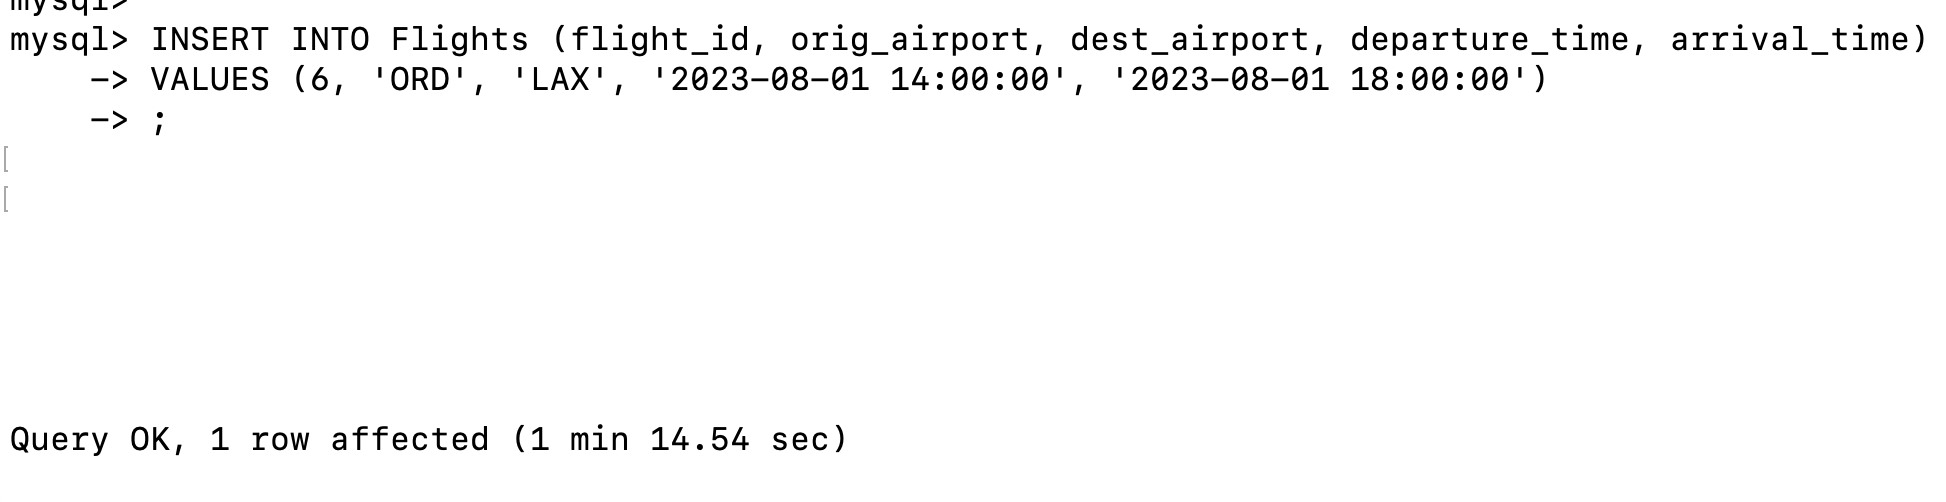 mysql>
mysql> INSERT INTO Flights (flight_id, orig_airport, dest_airport, departure_time, arrival_time)
    -> VALUES (6, 'ORD', 'LAX', '2023-08-01 14:00:00', '2023-08-01 18:00:00')
    -> ;
[
[
Query OK, 1 row affected (1 min 14.54 sec)